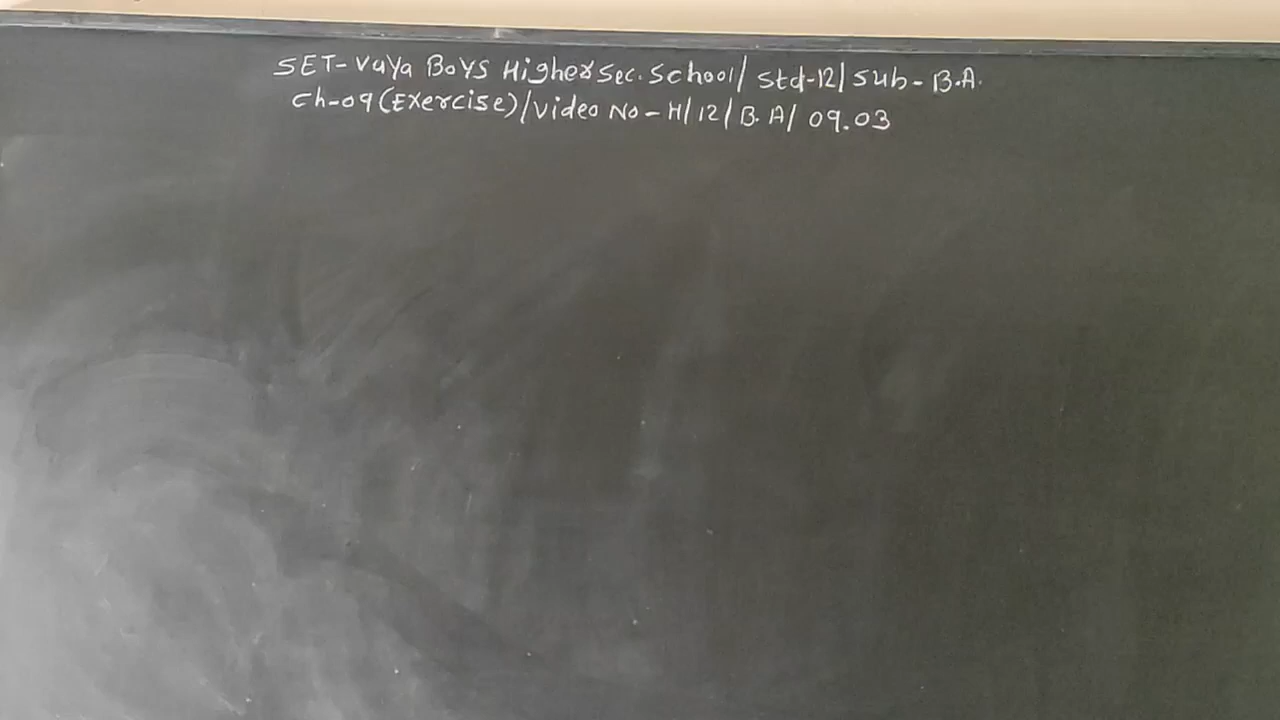 SET-Vaya Boys Higher Sec. School/ Std-12/ Sub-B.A.
Ch-09(Exercise)/Video No-H/12/B.A/09.03